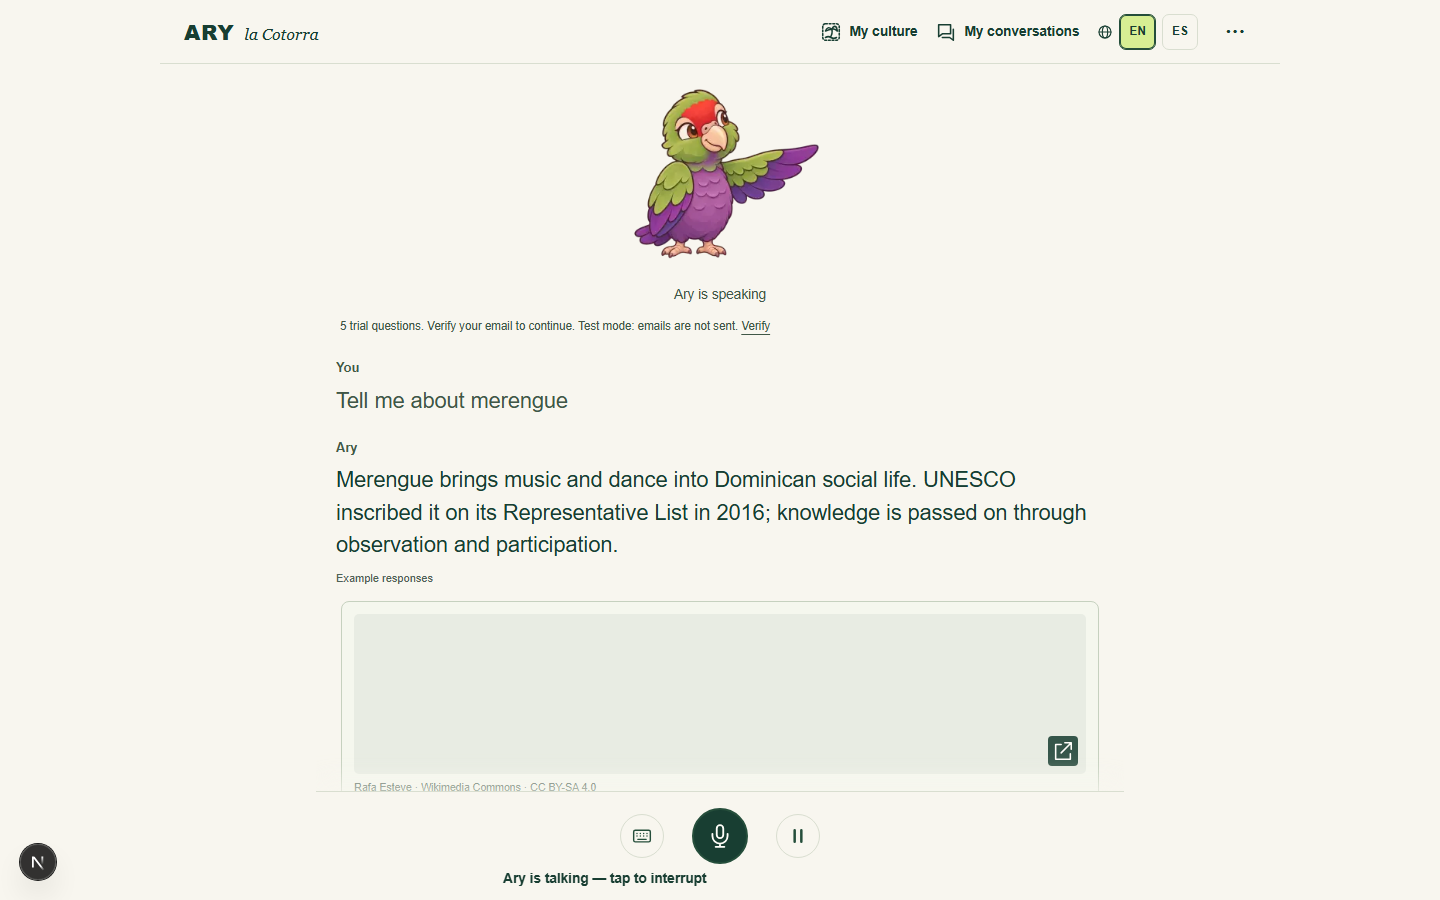 ARY la Cotorra
My culture
My conversations
EN
ES
Ary is speaking
5 trial questions. Verify your email to continue. Test mode: emails are not sent. Verify
You
Tell me about merengue
Ary
Merengue brings music and dance into Dominican social life. UNESCO
inscribed it on its Representative List in 2016; knowledge is passed on through
observation and participation.
Example responses
Rafa Esteve · Wikimedia Commons · CC BY-SA 4.0
N
Ary is talking — tap to interrupt